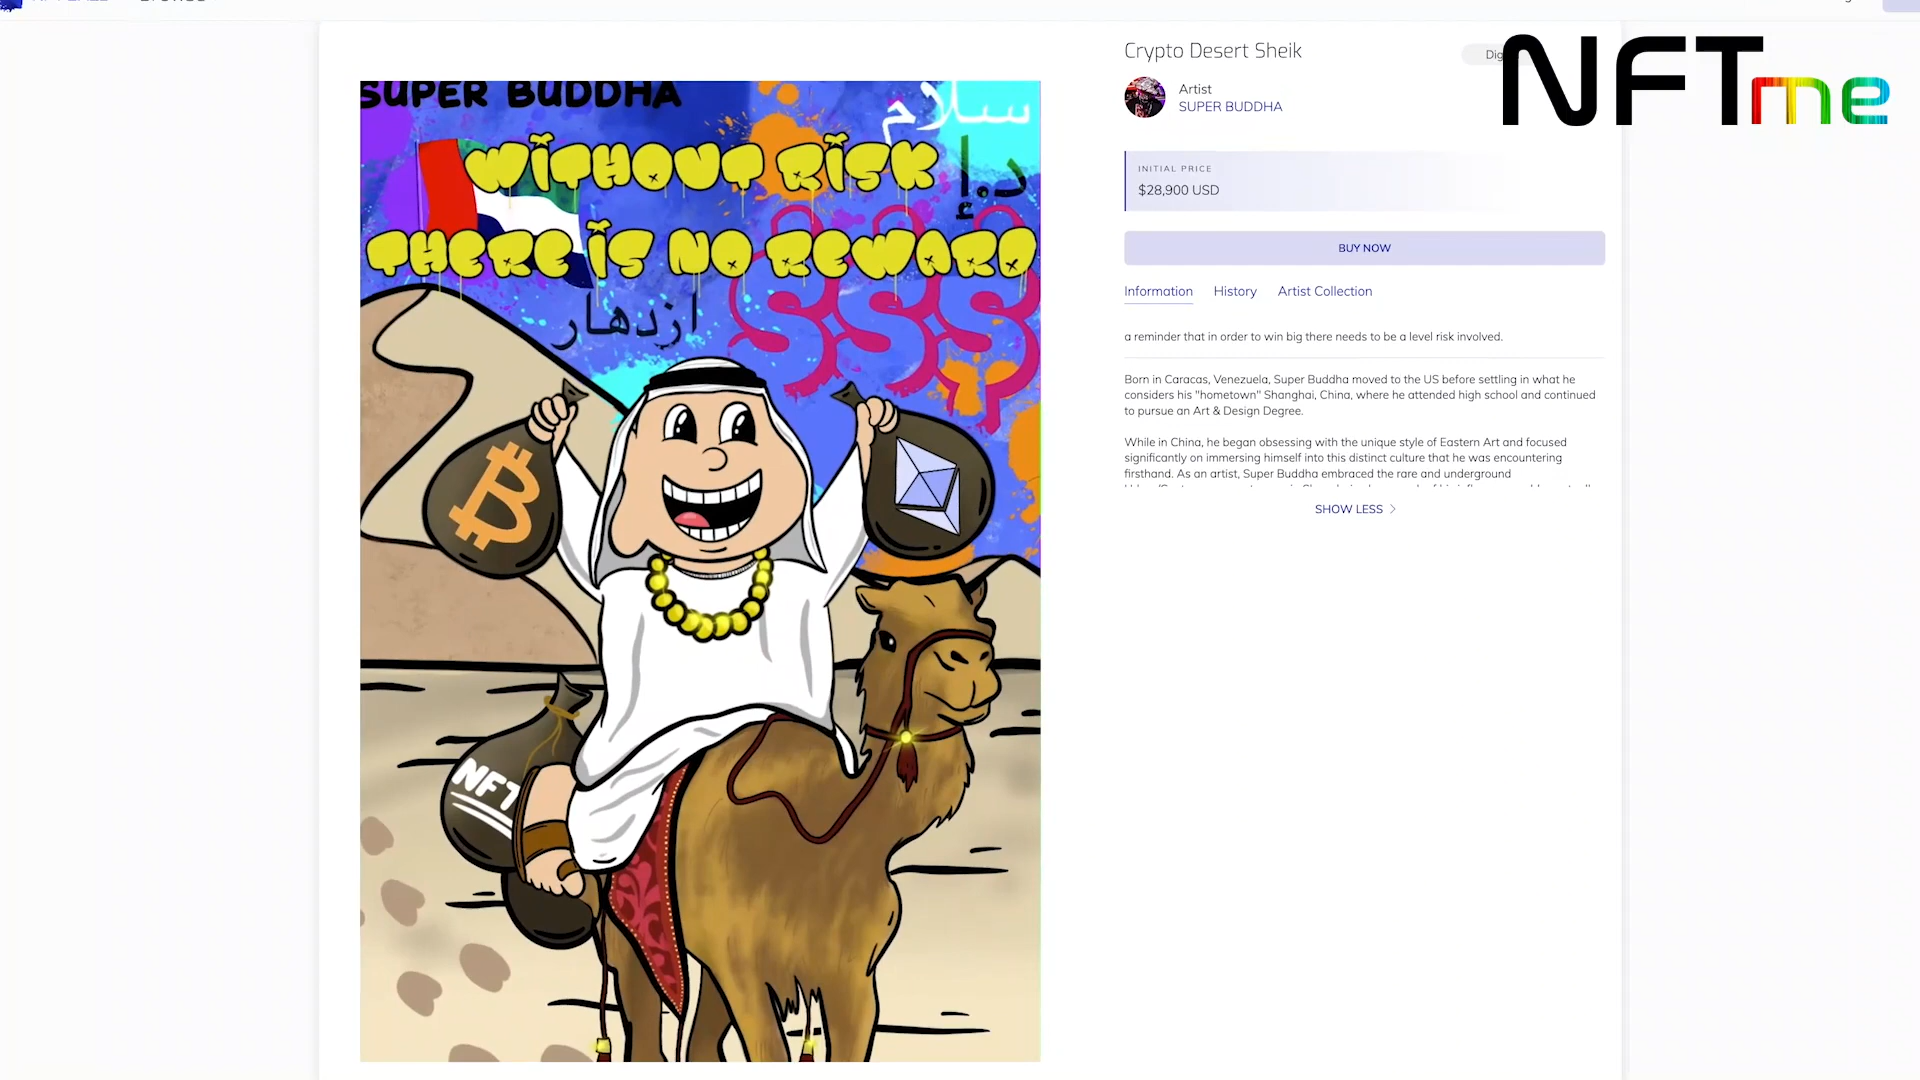 Crypto Desert Sheik
NFTme
Artist
SUPER BUDDHA
INITIAL PRICE
$28,900 USD
BUY NOW
Information History Artist Collection
a reminder that in order to win big there needs to be a level risk involved.
Born in Caracas, Venezuela, Super Buddha moved to the US before settling in what he
considers his "hometown" Shanghai, China, where he attended high school and continued
to pursue an Art & Design Degree.
While in China, he began obsessing with the unique style of Eastern Art and focused
significantly on immersing himself into this distinct culture that he was encountering
firsthand. As an artist, Super Buddha embraced the rare and underground
SHOW LESS
SUPER BUDDHA
سلام
WITHOUT RISK
د.إ
THERE IS NO REWARD
ازدهار
$$$
NFT